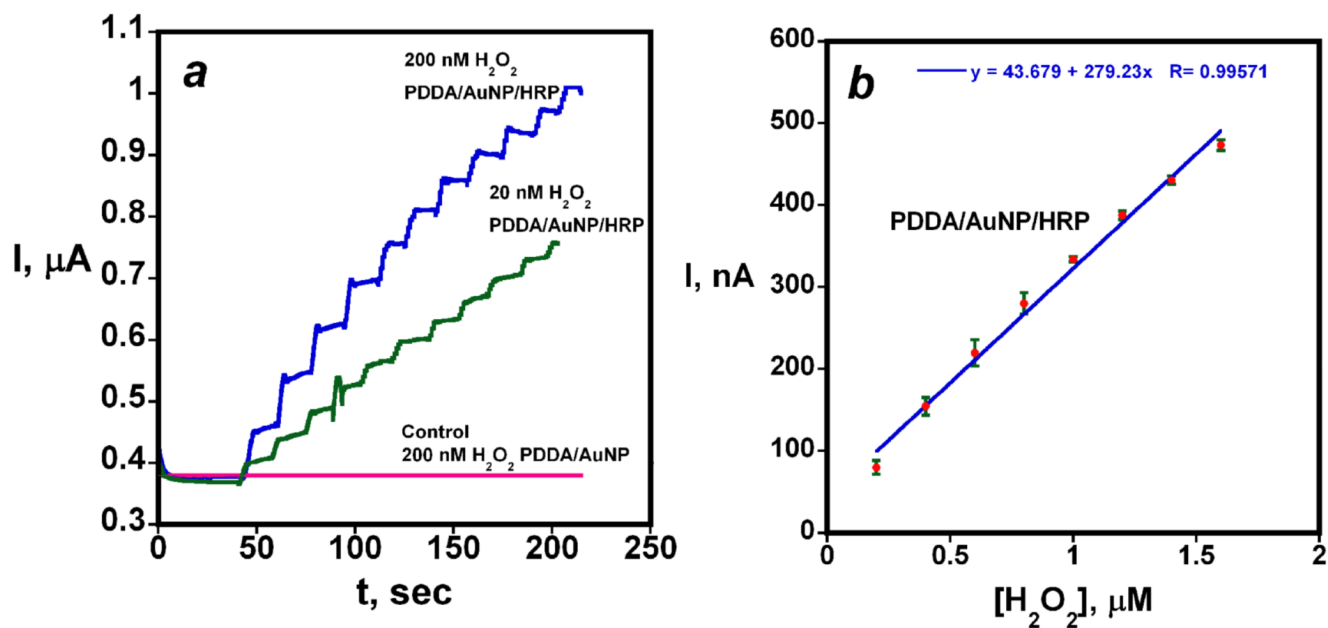 a
200 nM H₂O₂
PDDA/AuNP/HRP
20 nM H₂O₂
PDDA/AuNP/HRP
Control
200 nM H₂O₂ PDDA/AuNP
I, μA
1.1
1
0.9
0.8
0.7
0.6
0.5
0.4
0.3
0
50
100
150
200
250
t, sec
b
y = 43.679 + 279.23x R= 0.99571
PDDA/AuNP/HRP
I, nA
600
500
400
300
200
100
0
0
0.5
1
1.5
2
[H₂O₂], μM